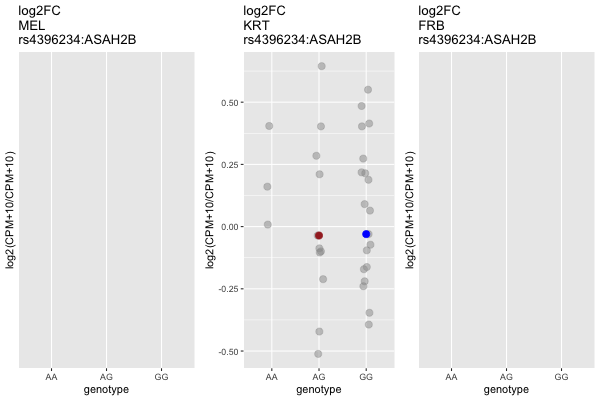 log2FC
MEL
rs4396234:ASAH2B
log2(CPM+10/CPM+10)
AA AG GG
genotype
log2FC
KRT
rs4396234:ASAH2B
log2(CPM+10/CPM+10)
0.50
0.25
0.00
-0.25
-0.50
AA AG GG
genotype
log2FC
FRB
rs4396234:ASAH2B
log2(CPM+10/CPM+10)
AA AG GG
genotype